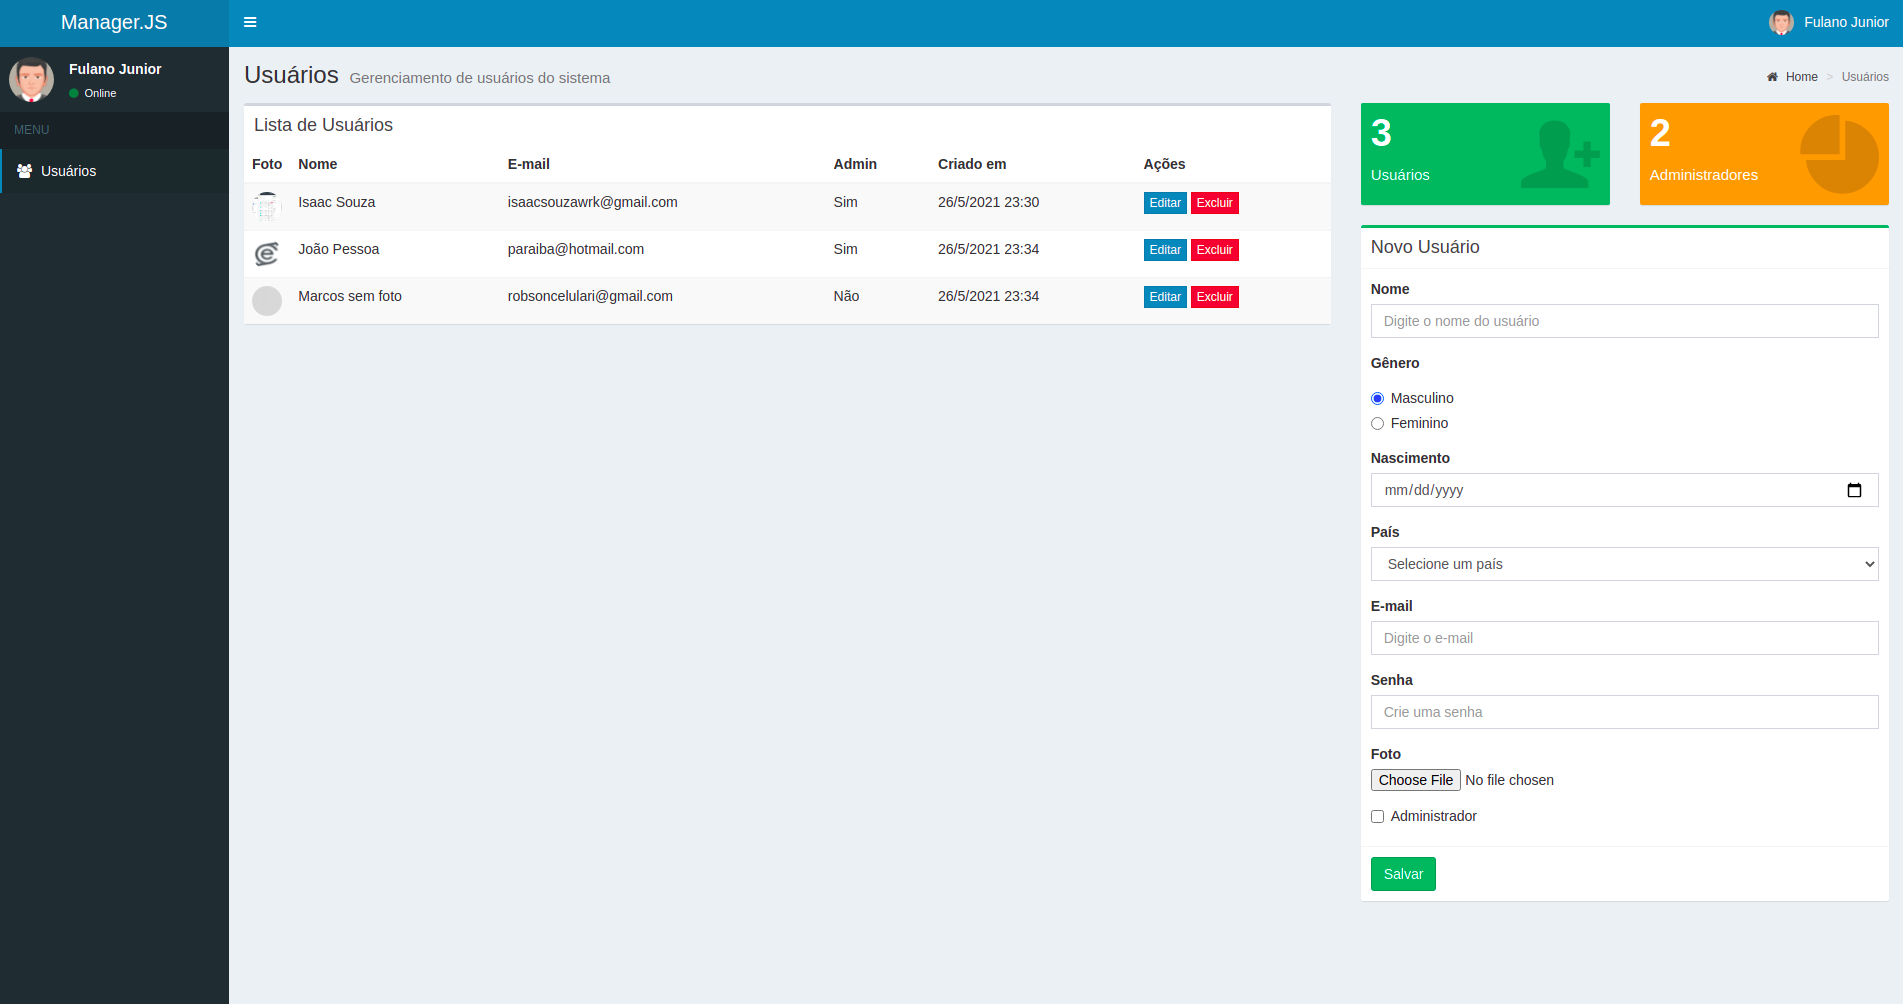 Manager.JS
Fulano Junior
Fulano Junior
Online
MENU
Usuários
Usuários Gerenciamento de usuários do sistema
Home > Usuários
Lista de Usuários
Foto Nome E-mail Admin Criado em Ações
Isaac Souza isaacsouzawrk@gmail.com Sim 26/5/2021 23:30 Editar Excluir
João Pessoa paraiba@hotmail.com Sim 26/5/2021 23:34 Editar Excluir
Marcos sem foto robsoncelulari@gmail.com Não 26/5/2021 23:34 Editar Excluir
3
Usuários
2
Administradores
Novo Usuário
Nome
Digite o nome do usuário
Gênero
Masculino
Feminino
Nascimento
mm/dd/yyyy
País
Selecione um país
E-mail
Digite o e-mail
Senha
Crie uma senha
Foto
Choose File No file chosen
Administrador
Salvar